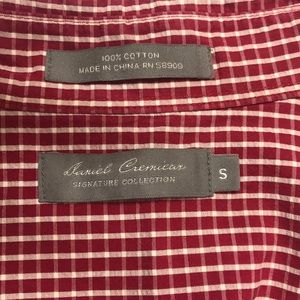 100% COTTON
MADE IN CHINA RN 58909
Daniel Cremieux
SIGNATURE COLLECTION
S